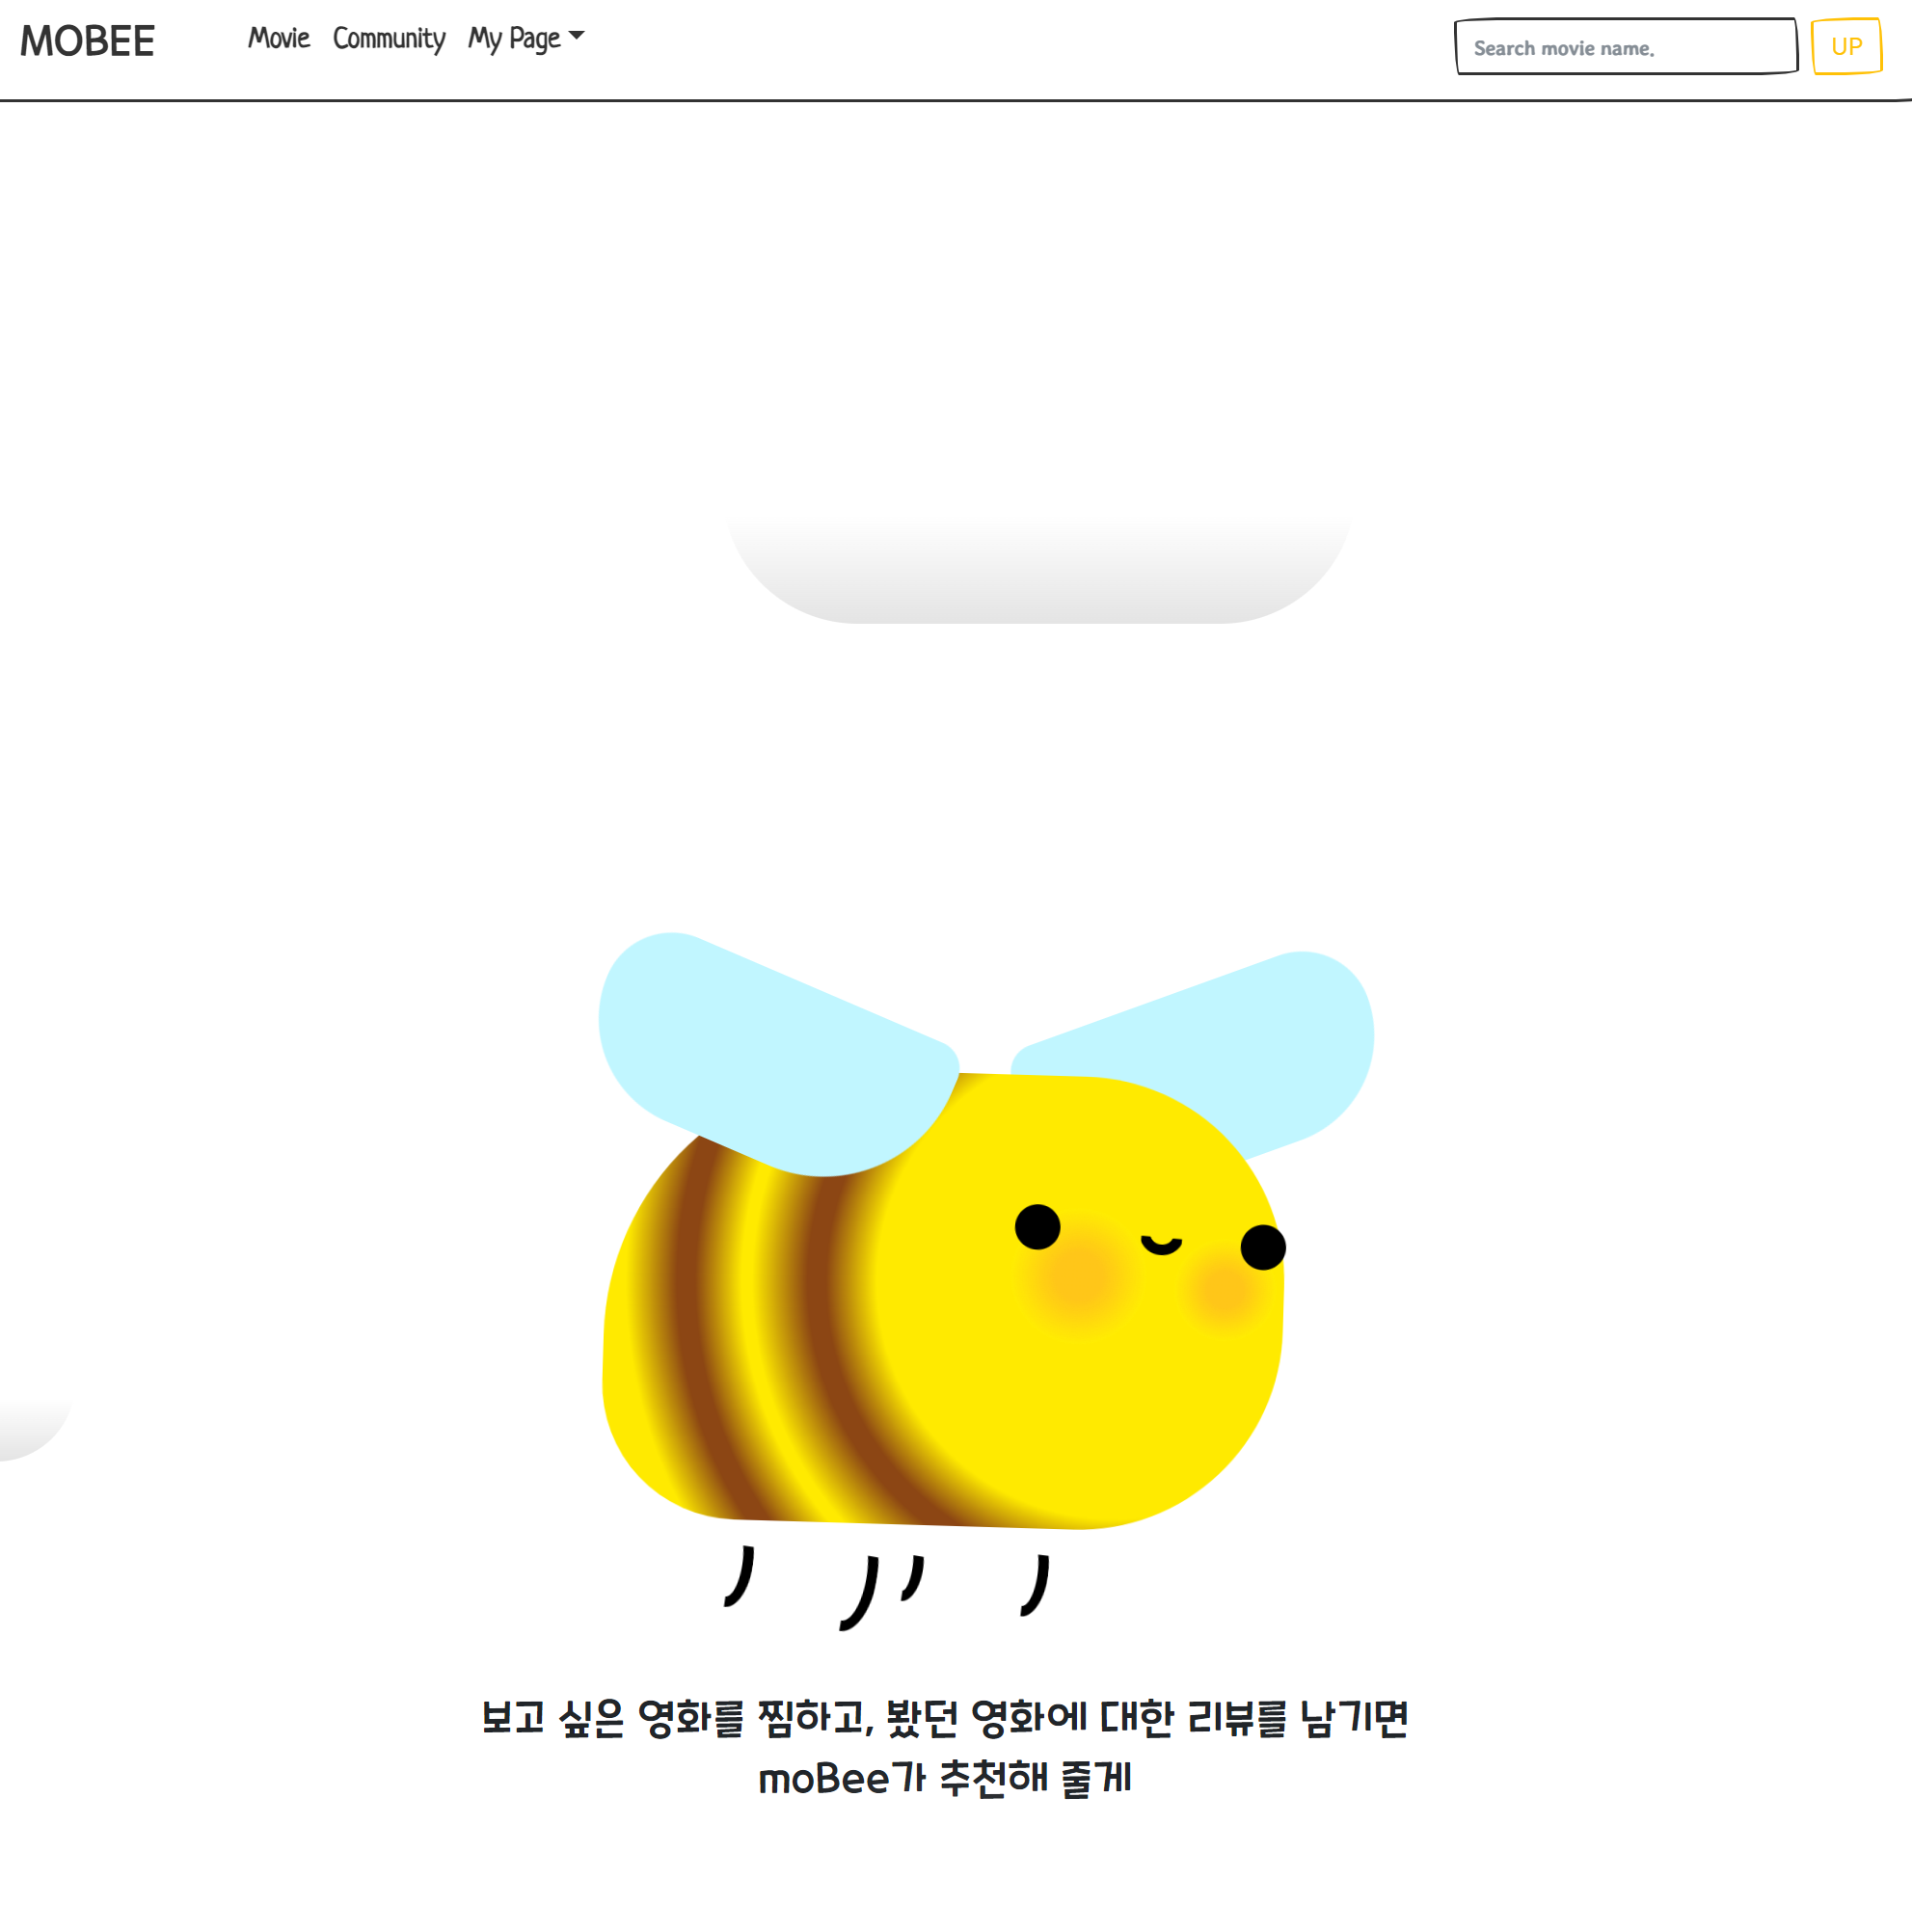 MOBEE
Movie Community My Page
Search movie name.
UP
보고 싶은 영화를 찜하고, 봤던 영화에 대한 리뷰를 남기면
moBee가 추천해 줄게